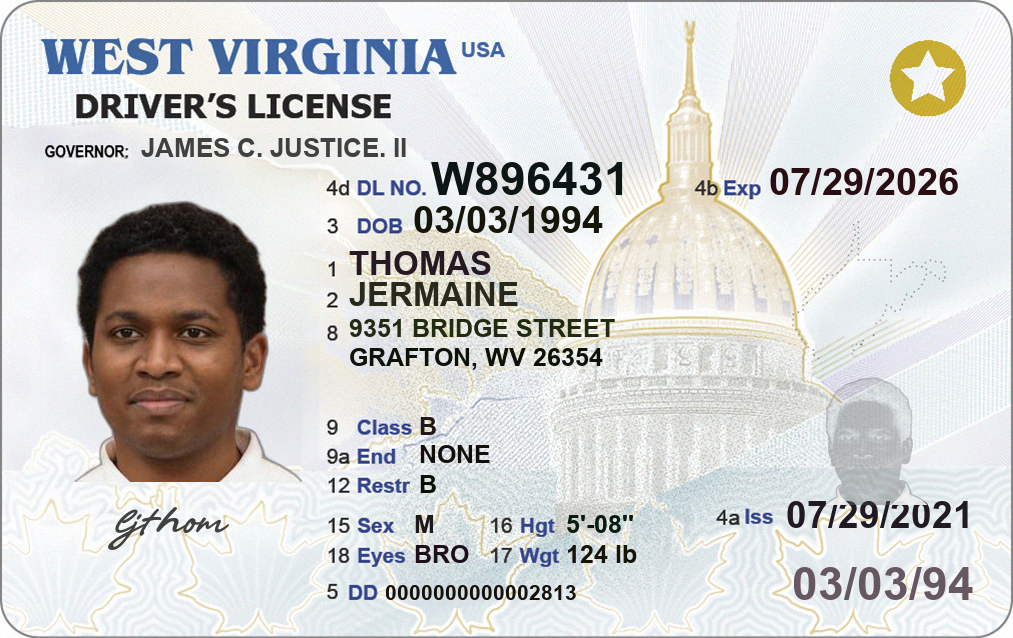 WEST VIRGINIA USA
DRIVER'S LICENSE
GOVERNOR: JAMES C. JUSTICE. II
4d DL NO. W896431 4b Exp 07/29/2026
3 DOB 03/03/1994
1 THOMAS
2 JERMAINE
8 9351 BRIDGE STREET
GRAFTON, WV 26354
9 Class B
9a End NONE
12 Restr B
15 Sex M 16 Hgt 5'-08"
18 Eyes BRO 17 Wgt 124 lb
5 DD 0000000000002813
4a Iss 07/29/2021
03/03/94